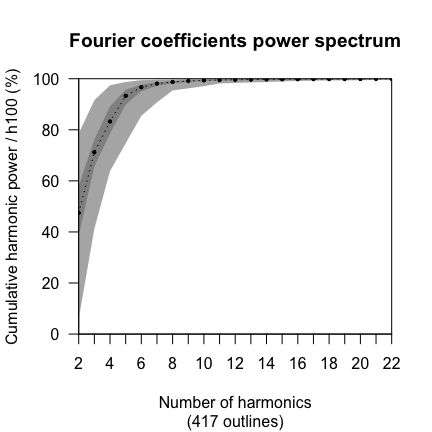 Fourier coefficients power spectrum
Cumulative harmonic power / h100 (%)
100
80
60
40
20
0
2 4 6 8 10 12 14 16 18 20 22
Number of harmonics
(417 outlines)